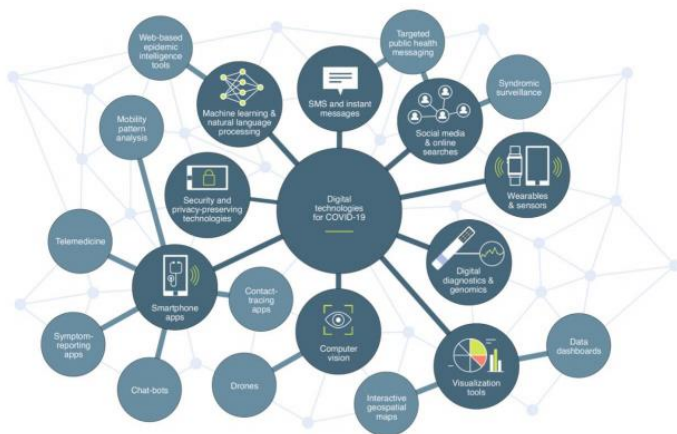 Web-based
epidemic
intelligence
tools
Targeted
public health
messaging
Machine learning &
natural language
processing
SMS and instant
messages
Social media
& online
searches
Syndromic
surveillance
Mobility
pattern
analysis
Security and
privacy-preserving
technologies
Digital
technologies
for COVID-19
Wearables
& sensors
Telemedicine
Digital
diagnostics &
genomics
Smartphone
apps
Contact-
tracing apps
Symptom-
reporting
apps
Computer
vision
Data
dashboards
Chat-bots
Drones
Interactive
geospatial
maps
Visualization
tools